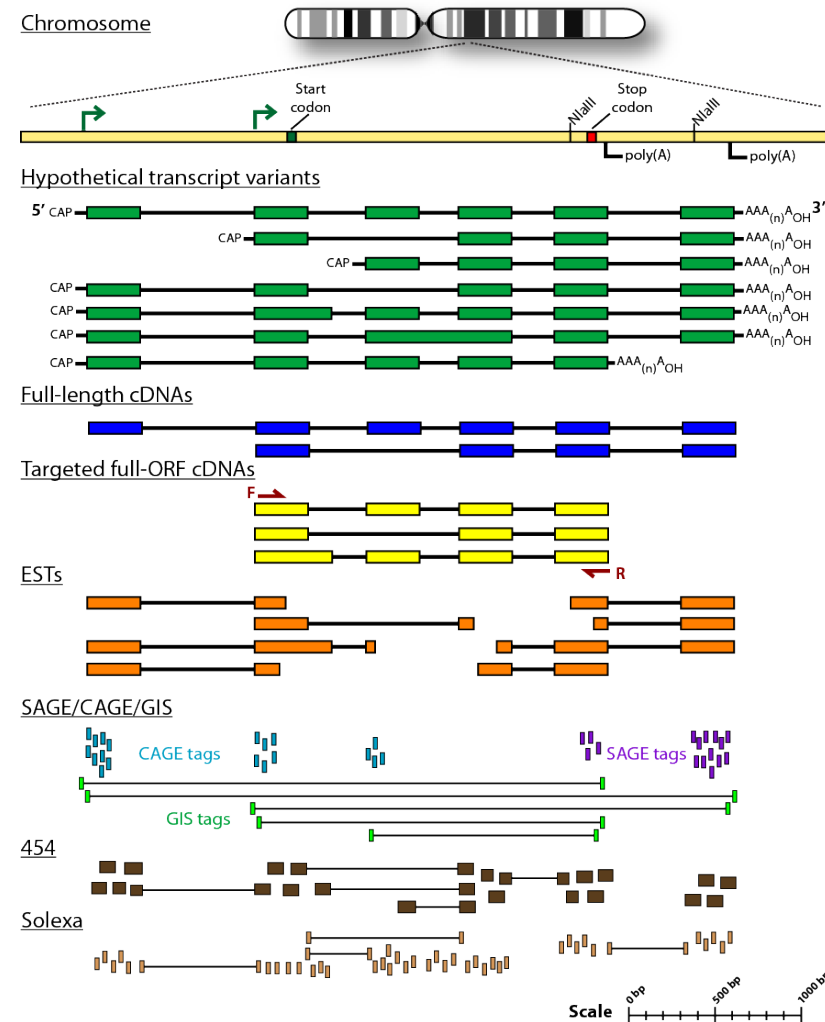 Chromosome
Start
codon
NlaIII
Stop
codon
NlaIII
poly(A)
poly(A)
Hypothetical transcript variants
5’ CAP AAA(n)AOH 3’
CAP AAA(n)AOH
CAP AAA(n)AOH
CAP AAA(n)AOH
CAP AAA(n)AOH
CAP AAA(n)AOH
CAP AAA(n)AOH
Full-length cDNAs
Targeted full-ORF cDNAs
F
R
ESTs
SAGE/CAGE/GIS
CAGE tags
SAGE tags
GIS tags
454
Solexa
Scale
0 bp
500 bp
1000 bp